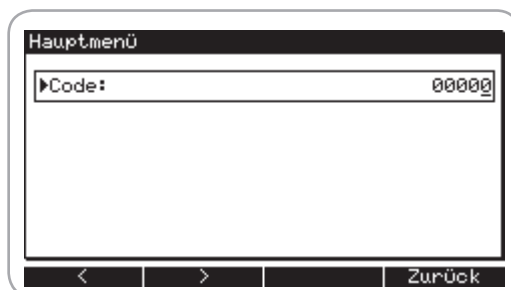 Hauptmenü
▶Code: 00000
< > Zurück